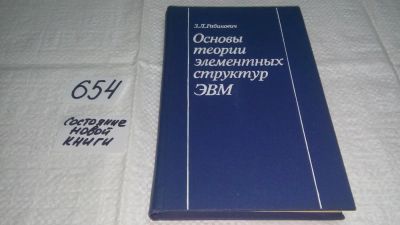 654
состояние
новой
книги
З.Л.Рабинович
Основы
теории
элементных
структур
ЭВМ